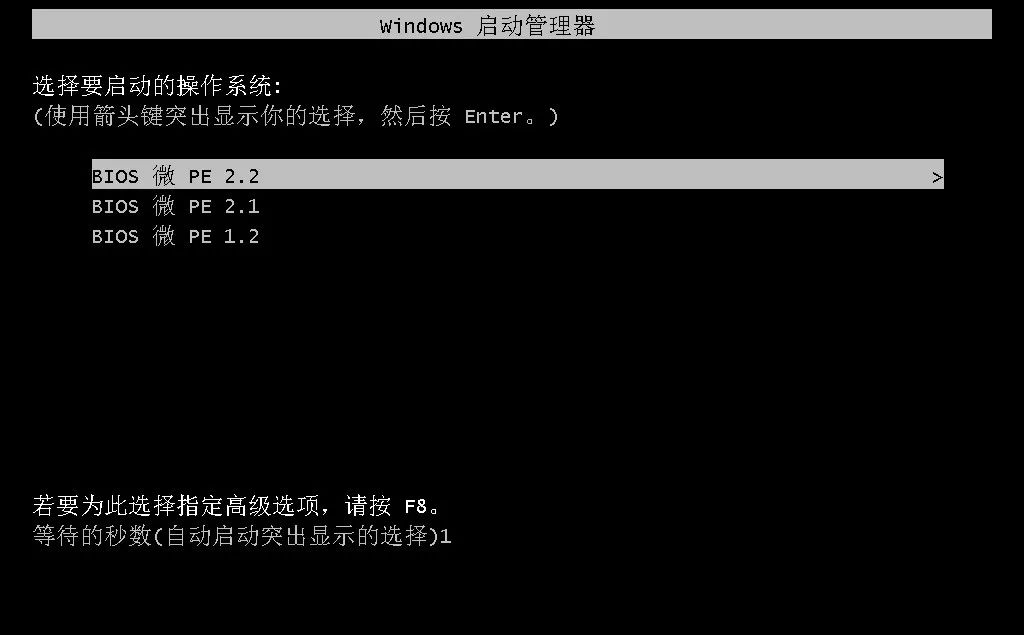 Windows 启动管理器
选择要启动的操作系统:
(使用箭头键突出显示你的选择，然后按 Enter。)
BIOS 微 PE 2.2 >
BIOS 微 PE 2.1
BIOS 微 PE 1.2
若要为此选择指定高级选项，请按 F8。
等待的秒数(自动启动突出显示的选择)1